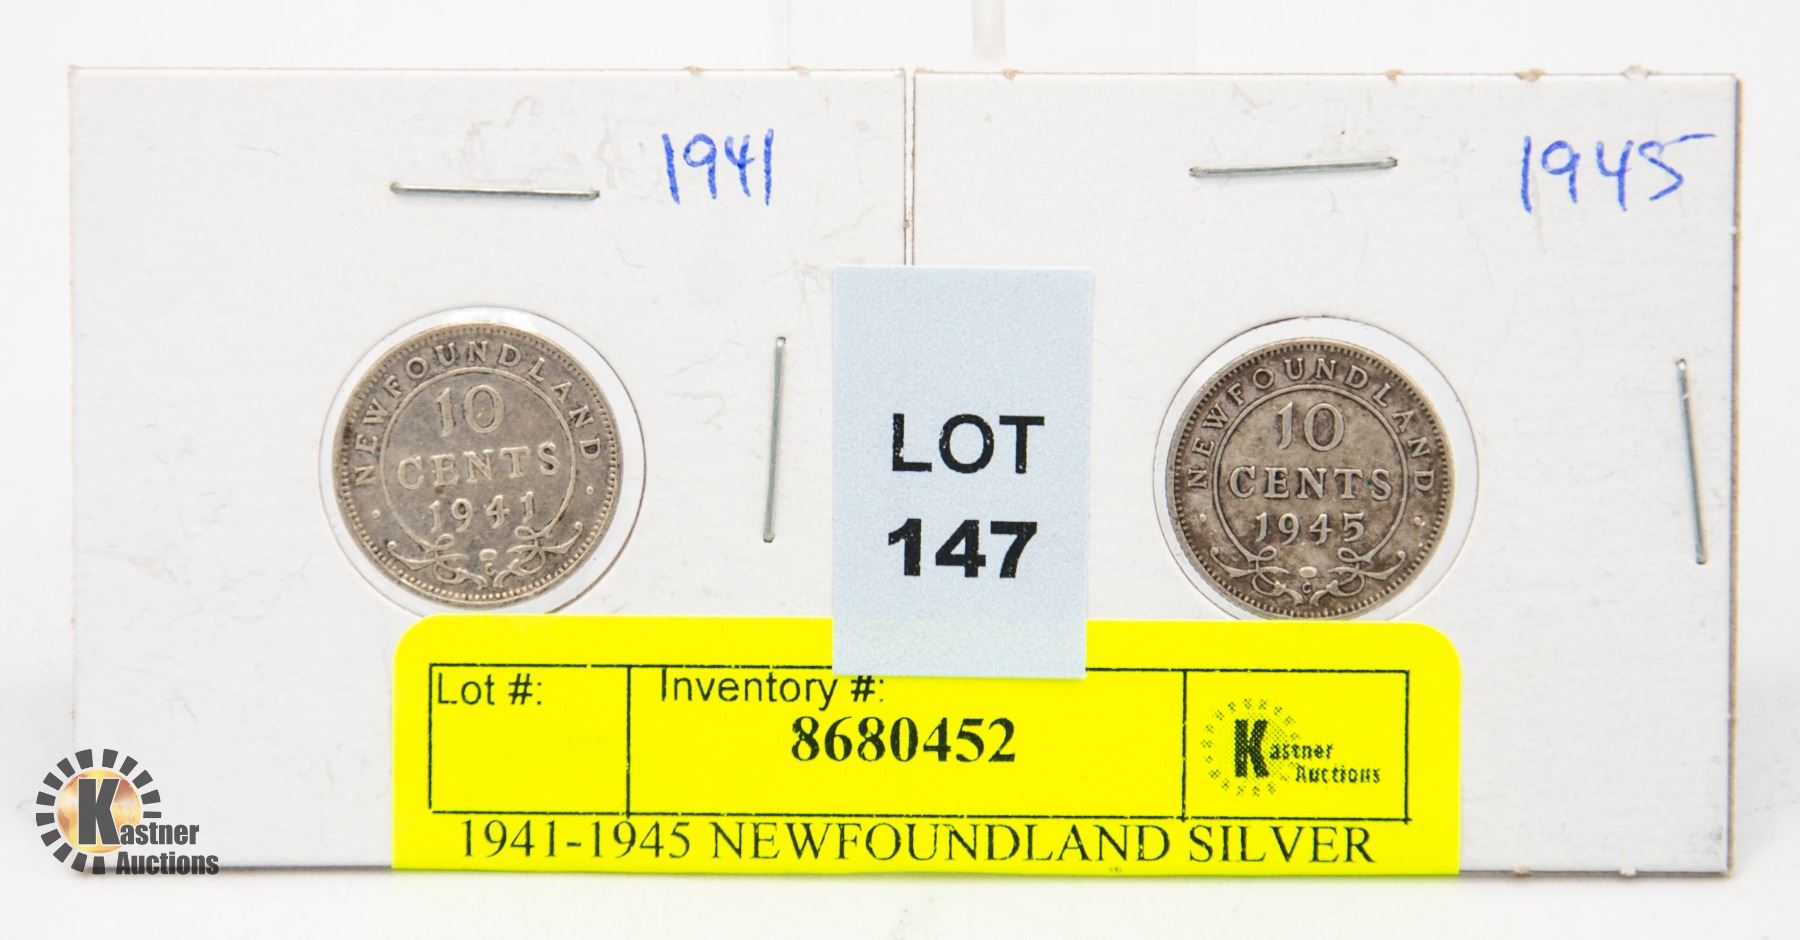 1941
1945
NEWFOUNDLAND
10
CENTS
1941
C
NEWFOUNDLAND
10
CENTS
1945
C
LOT
147
Lot #:
Inventory #:
8680452
Kastner
Auctions
1941-1945 NEWFOUNDLAND SILVER
Kastner
Auctions